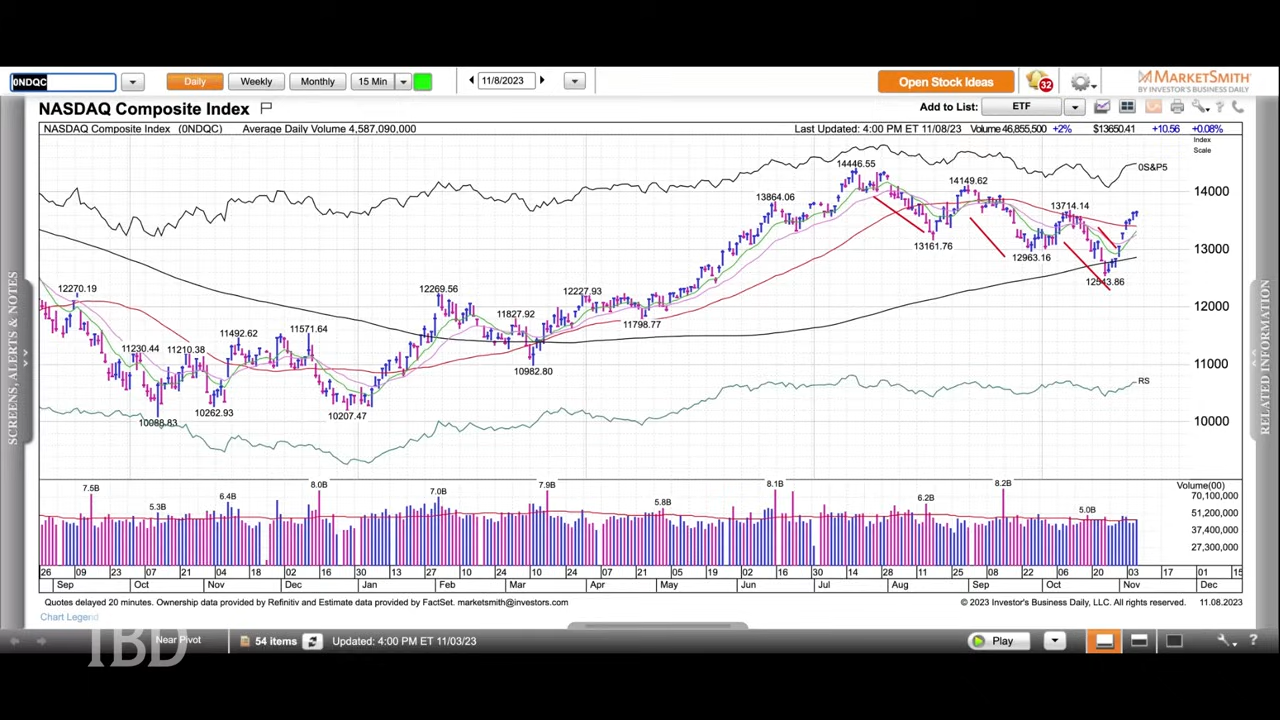 0NDQC Daily Weekly Monthly 15 Min 11/8/2023 Open Stock Ideas 32 MARKETSMITH
BY INVESTOR'S BUSINESS DAILY
NASDAQ Composite Index Add to List: ETF
NASDAQ Composite Index (0NDQC) Average Daily Volume 4,587,090,000 Last Updated: 4:00 PM ET 11/08/23 Volume 46,855,500 +2% $13650.41 +10.56 +0.08%
Index
Scale
14446.55
0S&P5
14149.62
14000
13864.06
13714.14
13161.76
13000
12963.16
12543.86
12270.19
12269.56
12227.93
12000
11827.92
11798.77
11492.62
11571.64
11230.44
11210.38
11000
10982.80
RS
10262.93
10207.47
10088.83
10000
Volume(00)
7.5B 5.3B 6.4B 8.0B 7.0B 7.9B 5.8B 8.1B 6.2B 8.2B 5.0B
70,100,000
51,200,000
37,400,000
27,300,000
26 09 23 07 21 04 18 02 16 30 13 27 10 24 07 21 05 19 02 16 30 14 28 11 25 08 22 06 20 03 17 01 15
Sep Oct Nov Dec Jan Feb Mar Apr May Jun Jul Aug Sep Oct Nov Dec
Quotes delayed 20 minutes. Ownership data provided by Refinitiv and Estimate data provided by FactSet. marketsmith@investors.com © 2023 Investor's Business Daily, LLC. All rights reserved. 11.08.2023
Chart Legend
IBD Near Pivot 54 items Updated: 4:00 PM ET 11/03/23 Play ?
SCREENS, ALERTS & NOTES
RELATED INFORMATION